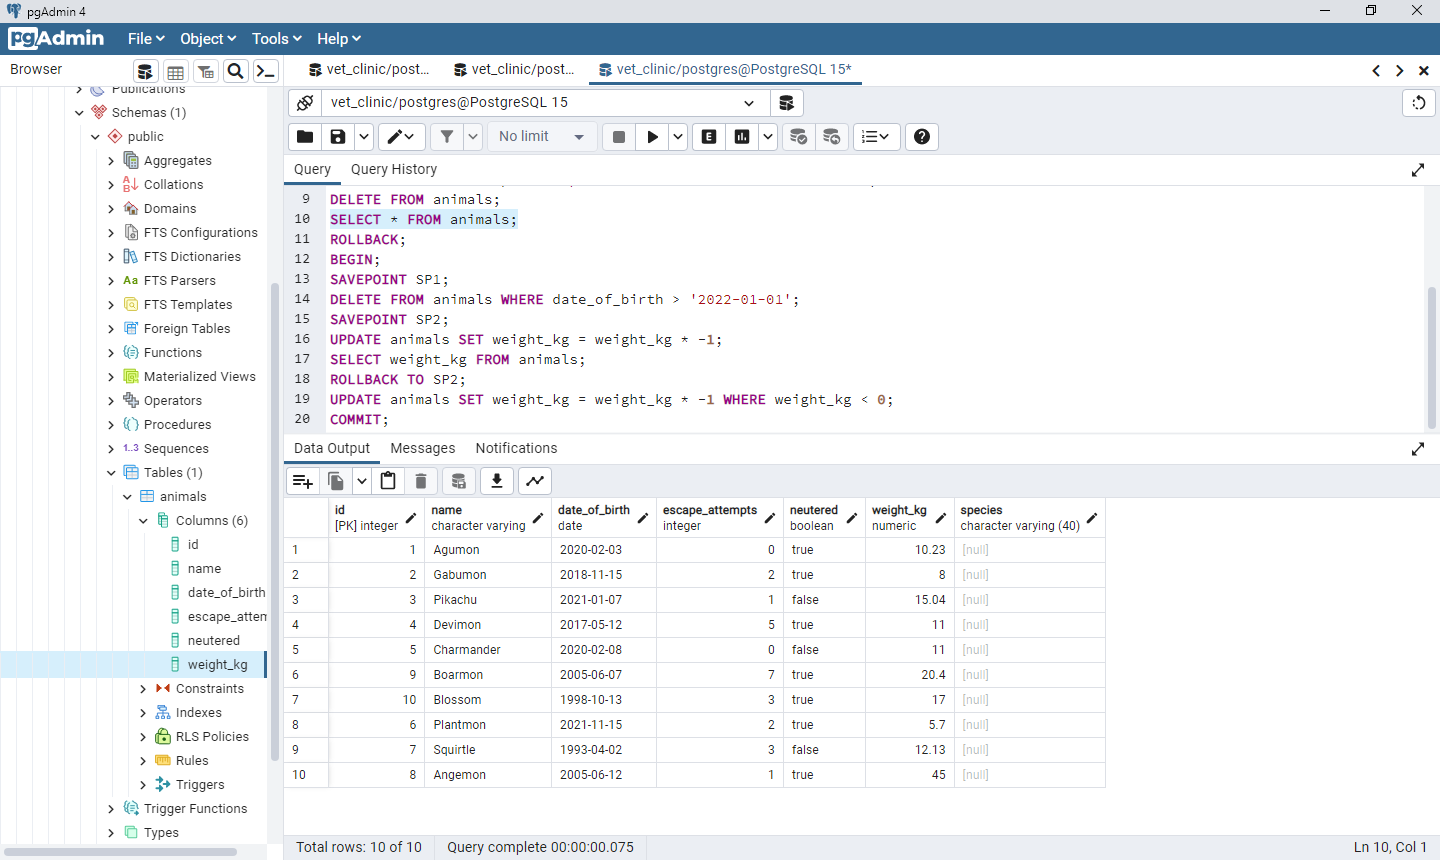 pgAdmin 4
pgAdmin File Object Tools Help
Browser
vet_clinic/post...
vet_clinic/post...
vet_clinic/postgres@PostgreSQL 15*
Publications
Schemas (1)
public
Aggregates
Collations
Domains
FTS Configurations
FTS Dictionaries
Aa FTS Parsers
FTS Templates
Foreign Tables
Functions
Materialized Views
Operators
Procedures
1..3 Sequences
Tables (1)
animals
Columns (6)
id
name
date_of_birth
escape_attem
neutered
weight_kg
Constraints
Indexes
RLS Policies
Rules
Triggers
Trigger Functions
Types
vet_clinic/postgres@PostgreSQL 15
No limit
E
Query Query History
9 DELETE FROM animals;
10 SELECT * FROM animals;
11 ROLLBACK;
12 BEGIN;
13 SAVEPOINT SP1;
14 DELETE FROM animals WHERE date_of_birth > '2022-01-01';
15 SAVEPOINT SP2;
16 UPDATE animals SET weight_kg = weight_kg * -1;
17 SELECT weight_kg FROM animals;
18 ROLLBACK TO SP2;
19 UPDATE animals SET weight_kg = weight_kg * -1 WHERE weight_kg < 0;
20 COMMIT;
Data Output Messages Notifications
id name date_of_birth escape_attempts neutered weight_kg species
[PK] integer character varying date integer boolean numeric character varying (40)
1 1 Agumon 2020-02-03 0 true 10.23 [null]
2 2 Gabumon 2018-11-15 2 true 8 [null]
3 3 Pikachu 2021-01-07 1 false 15.04 [null]
4 4 Devimon 2017-05-12 5 true 11 [null]
5 5 Charmander 2020-02-08 0 false 11 [null]
6 9 Boarmon 2005-06-07 7 true 20.4 [null]
7 10 Blossom 1998-10-13 3 true 17 [null]
8 6 Plantmon 2021-11-15 2 true 5.7 [null]
9 7 Squirtle 1993-04-02 3 false 12.13 [null]
10 8 Angemon 2005-06-12 1 true 45 [null]
Total rows: 10 of 10 Query complete 00:00:00.075 Ln 10, Col 1